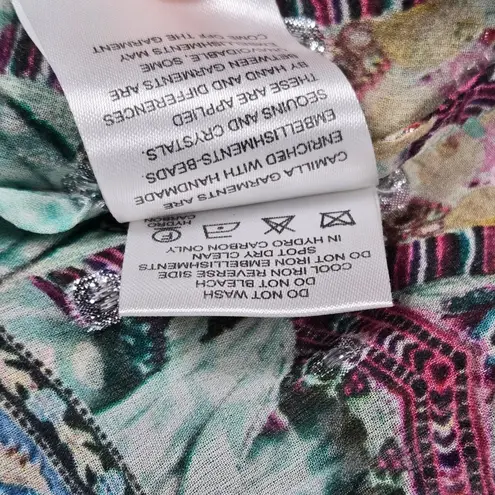 CAMILLA GARMENTS ARE
ENRICHED WITH HANDMADE
EMBELLISHMENTS-BEADS,
SEQUINS AND CRYSTALS.
THESE ARE APPLIED
BY HAND AND DIFFERENCES
BETWEEN GARMENTS ARE
UNAVOIDABLE. SOME
EMBELLISHMENTS MAY
COME OFF THE GARMENT
DO NOT WASH
DO NOT BLEACH
COOL IRON REVERSE SIDE
DO NOT IRON EMBELLISHMENTS
SPOT DRY CLEAN
IN HYDRO CARBON ONLY
F
HYDRO
CARBON